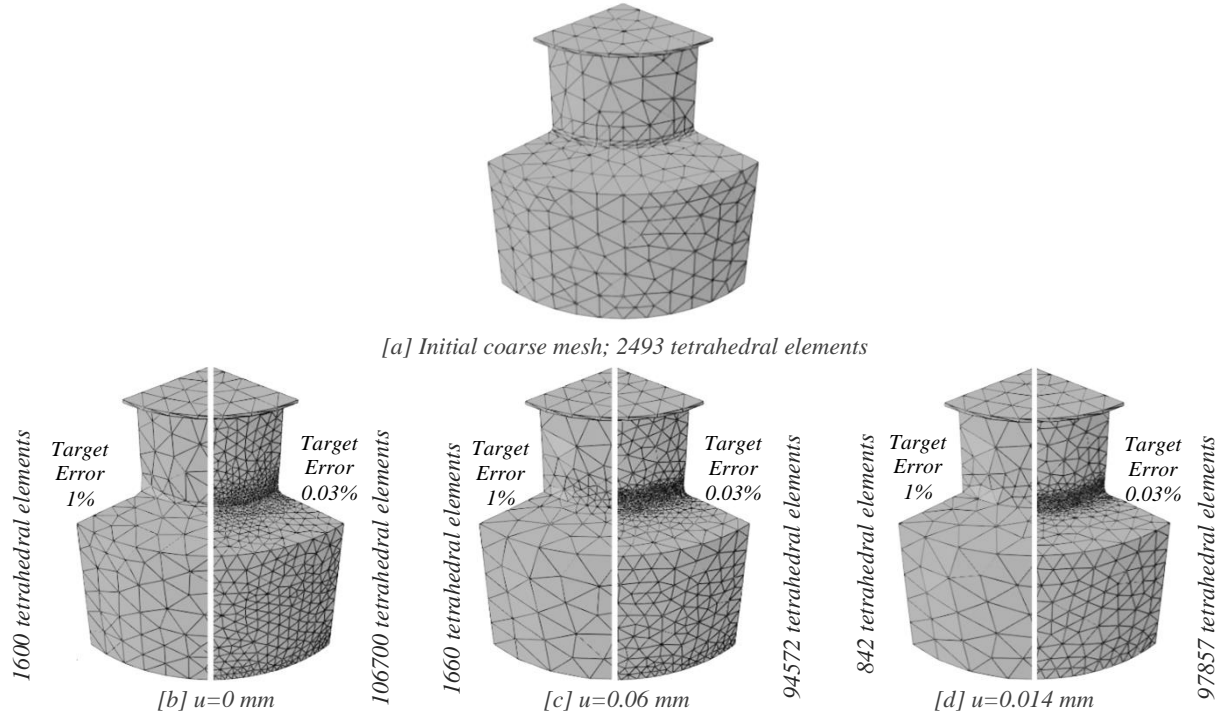 [a] Initial coarse mesh; 2493 tetrahedral elements
1600 tetrahedral elements
Target
Error
1%
Target
Error
0.03%
106700 tetrahedral elements
[b] u=0 mm
1660 tetrahedral elements
Target
Error
1%
Target
Error
0.03%
94572 tetrahedral elements
[c] u=0.06 mm
842 tetrahedral elements
Target
Error
1%
Target
Error
0.03%
97857 tetrahedral elements
[d] u=0.014 mm